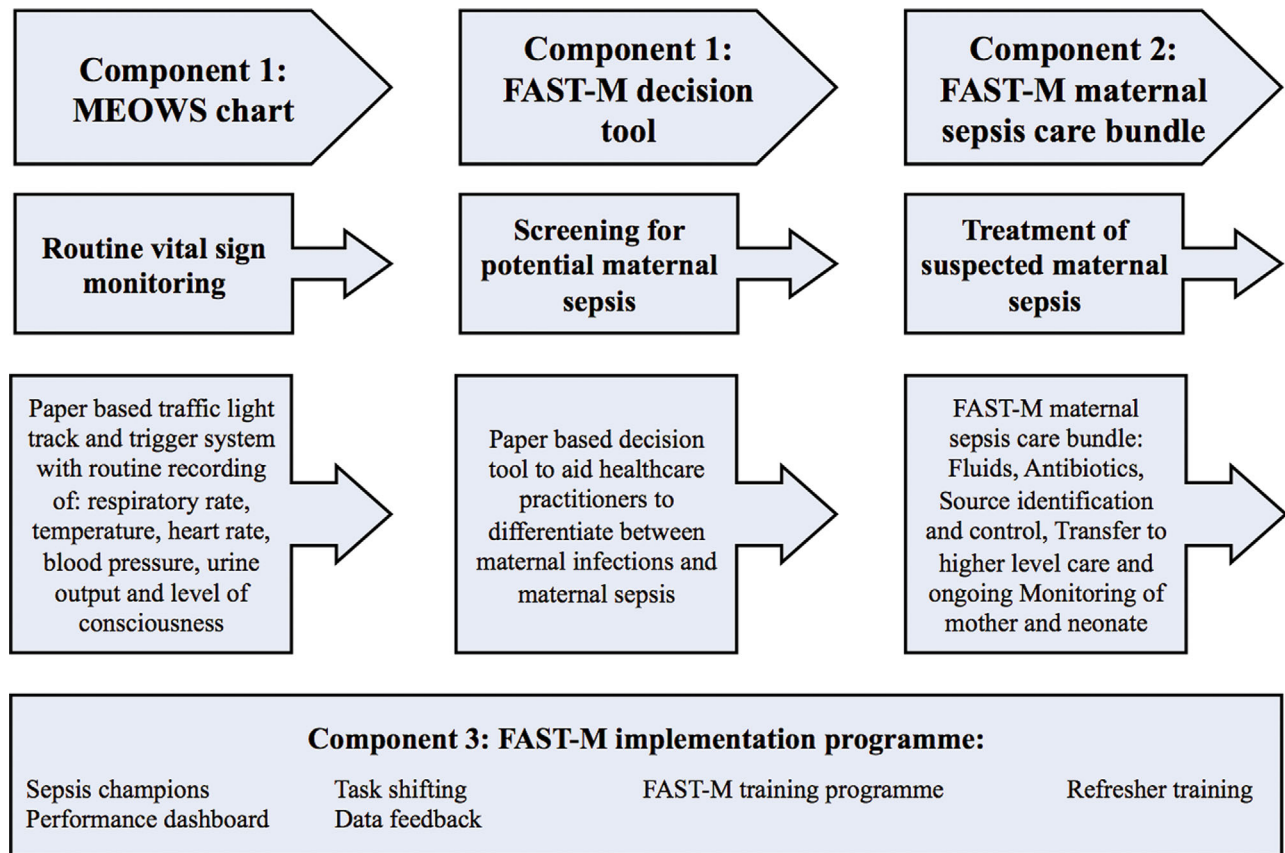 Component 1:
MEOWS chart
Component 1:
FAST-M decision
tool
Component 2:
FAST-M maternal
sepsis care bundle
Routine vital sign
monitoring
Screening for
potential maternal
sepsis
Treatment of
suspected maternal
sepsis
Paper based traffic light
track and trigger system
with routine recording
of: respiratory rate,
temperature, heart rate,
blood pressure, urine
output and level of
consciousness
Paper based decision
tool to aid healthcare
practitioners to
differentiate between
maternal infections and
maternal sepsis
FAST-M maternal
sepsis care bundle:
Fluids, Antibiotics,
Source identification
and control, Transfer to
higher level care and
ongoing Monitoring of
mother and neonate
Component 3: FAST-M implementation programme:
Sepsis champions Task shifting FAST-M training programme Refresher training
Performance dashboard Data feedback